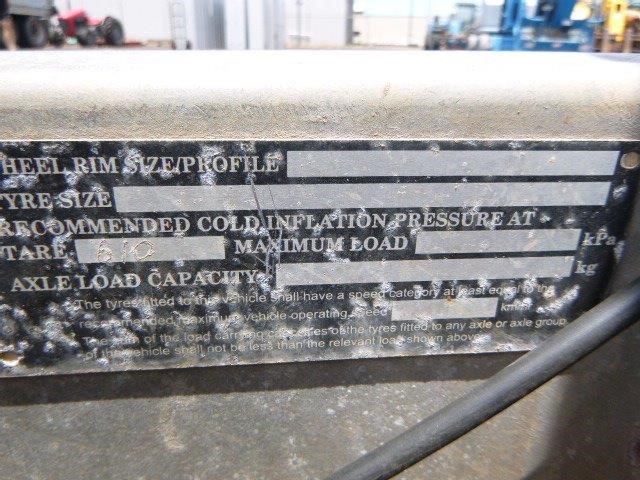 HEEL RIM SIZE/PROFILE
TYRE SIZE
RECOMMENDED COLD INFLATION PRESSURE AT
TARE 610 MAXIMUM LOAD kPa
AXLE LOAD CAPACITY kg
The tyres fitted to this vehicle shall have a speed category at least equal to the
recommended maximum vehicle operating speed km/h
The sum of the load carrying capacities of the tyres fitted to any axle or axle group
of the vehicle shall not be less than the relevant load shown above